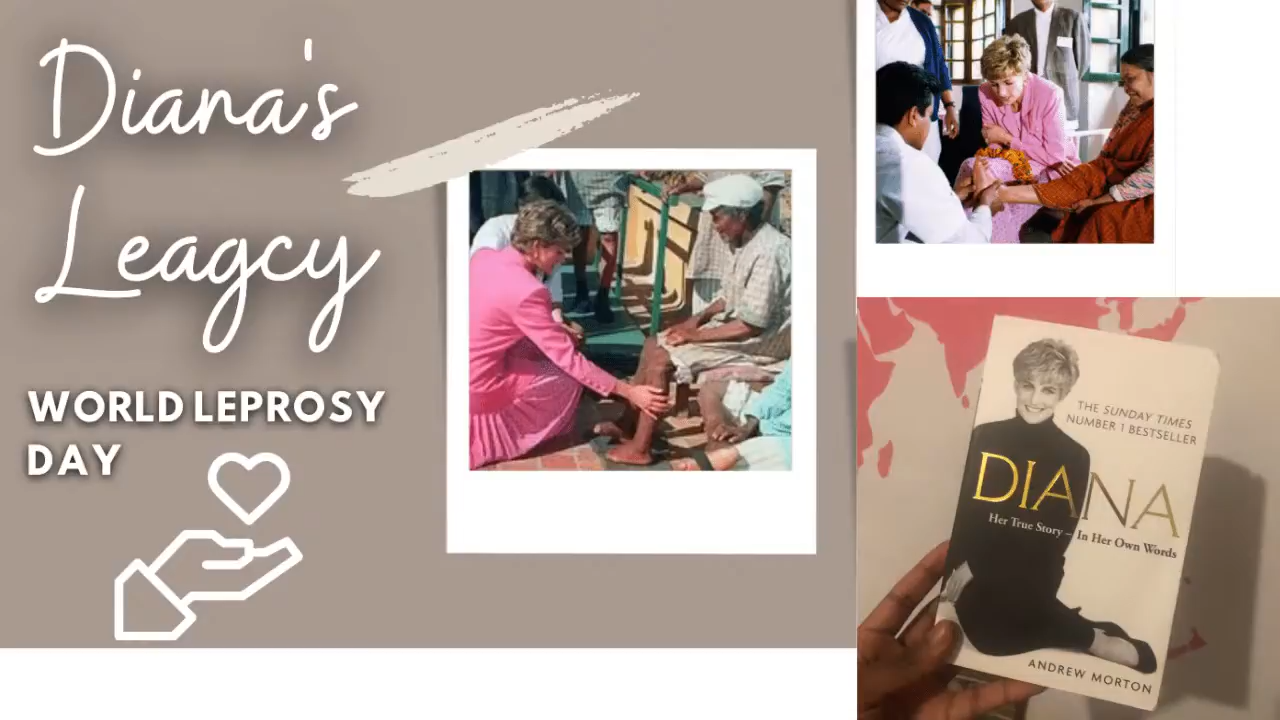 Diana's
Leagcy
WORLD LEPROSY
DAY
THE SUNDAY TIMES
NUMBER 1 BESTSELLER
DIANA
Her True Story – In Her Own Words
ANDREW MORTON